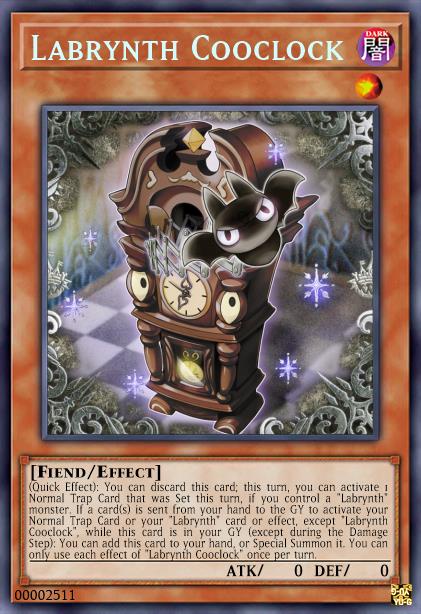 LABRYNTH COOCLOCK
DARK
闇
[FIEND/EFFECT]
(Quick Effect): You can discard this card; this turn, you can activate 1
Normal Trap Card that was Set this turn, if you control a "Labrynth"
monster. If a card(s) is sent from your hand to the GY to activate your
Normal Trap Card or your "Labrynth" card or effect, except "Labrynth
Cooclock", while this card is in your GY (except during the Damage
Step): You can add this card to your hand, or Special Summon it. You can
only use each effect of "Labrynth Cooclock" once per turn.
ATK/ 0 DEF/ 0
00002511